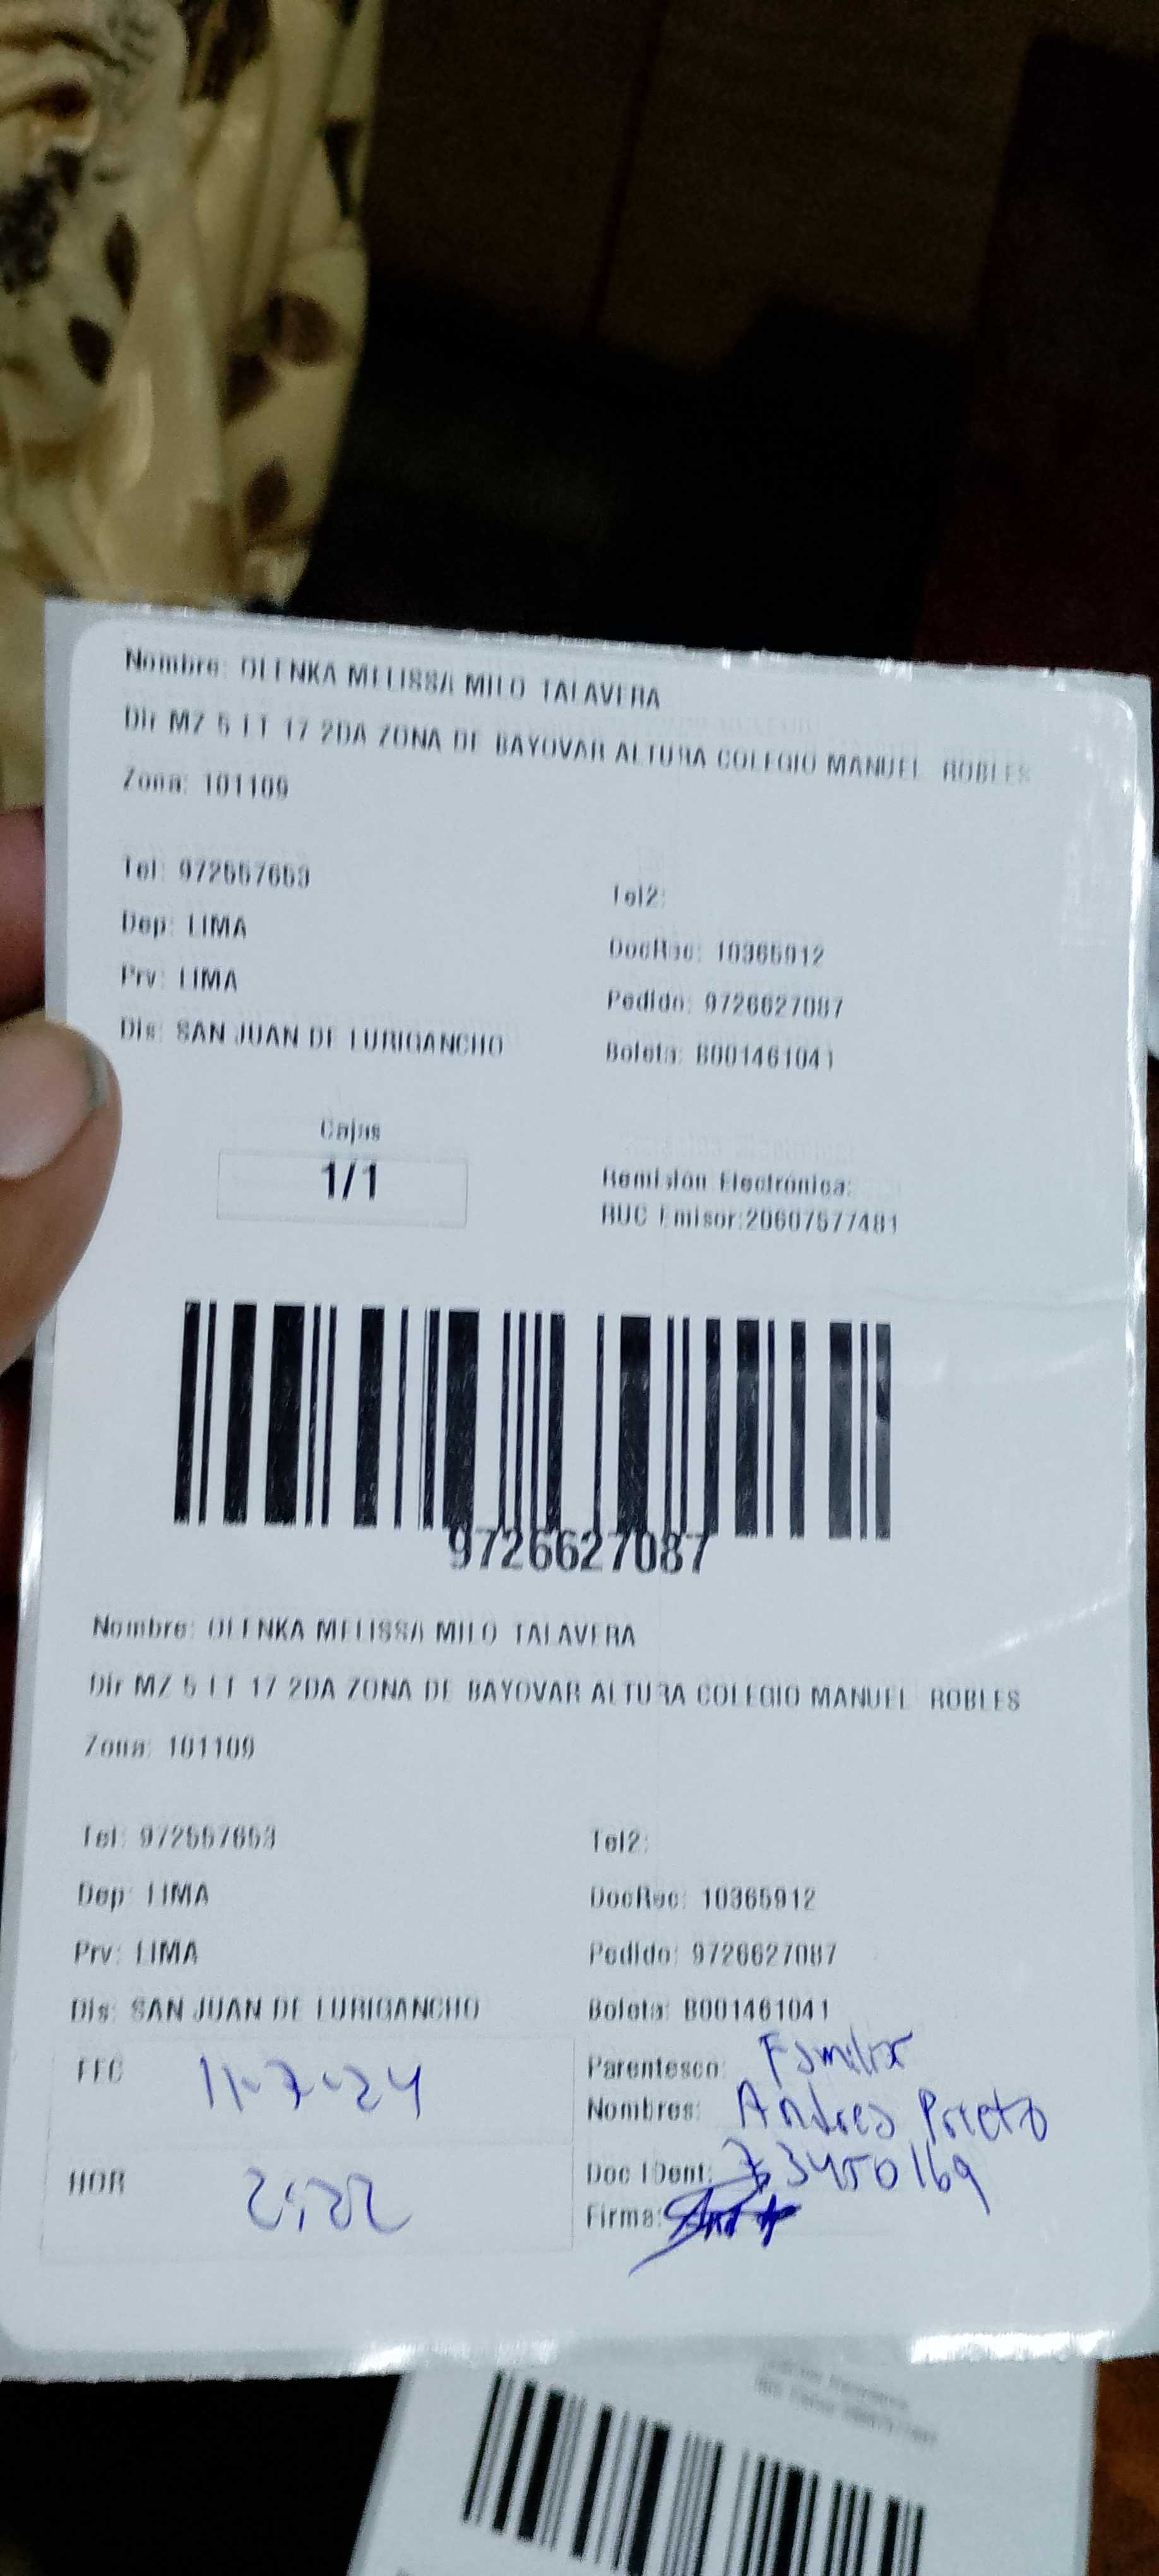 Nombre: OLENKA MELISSA MILO TALAVERA
Dir MZ 5 LT 17 2DA ZONA DE BAYOVAR ALTURA COLEGIO MANUEL ROBLES
Zona: 101109
Tel: 972557653
Tel2:
Dep: LIMA
DocRec: 10365912
Prv: LIMA
Pedido: 9726627087
Dis: SAN JUAN DE LURIGANCHO
Boleta: B001461041
Cajas
1/1
Remisión Electrónica:
RUC Emisor:20607577481
9726627087
Nombre: OLENKA MELISSA MILO TALAVERA
Dir MZ 5 LT 17 2DA ZONA DE BAYOVAR ALTURA COLEGIO MANUEL ROBLES
Zona: 101109
Tel: 972557653
Tel2:
Dep: LIMA
DocRec: 10365912
Prv: LIMA
Pedido: 9726627087
Dis: SAN JUAN DE LURIGANCHO
Boleta: B001461041
FEC 11-7-24
Parentesco: Familiar
Nombres: Andres Prieto
HOR 2:22
Doc IDent: 73450169
Firma: